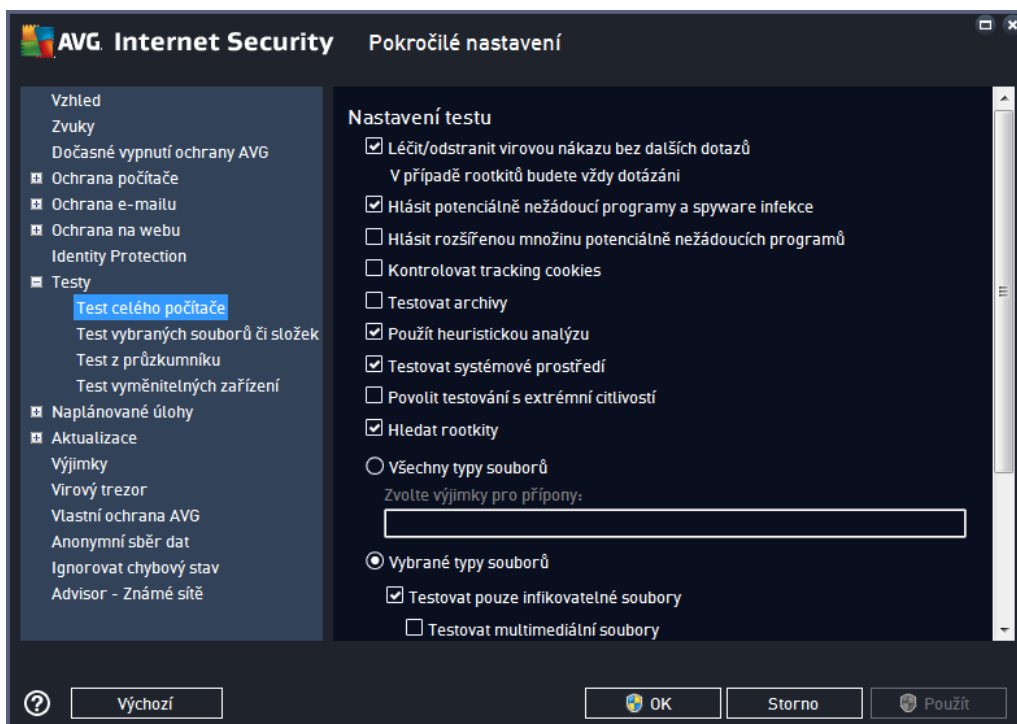 AVG Internet Security Pokročilé nastavení
Vzhled
Zvuky
Dočasné vypnutí ochrany AVG
Ochrana počítače
Ochrana e-mailu
Ochrana na webu
Identity Protection
Testy
Test celého počítače
Test vybraných souborů či složek
Test z průzkumníku
Test vyměnitelných zařízení
Naplánované úlohy
Aktualizace
Výjimky
Virový trezor
Vlastní ochrana AVG
Anonymní sběr dat
Ignorovat chybový stav
Advisor - Známé sítě
Nastavení testu
Léčit/odstranit virovou nákazu bez dalších dotazů
V případě rootkitů budete vždy dotázáni
Hlásit potenciálně nežádoucí programy a spyware infekce
Hlásit rozšířenou množinu potenciálně nežádoucích programů
Kontrolovat tracking cookies
Testovat archivy
Použít heuristickou analýzu
Testovat systémové prostředí
Povolit testování s extrémní citlivostí
Hledat rootkity
Všechny typy souborů
Zvolte výjimky pro přípony:
Vybrané typy souborů
Testovat pouze infikovatelné soubory
Testovat multimediální soubory
Výchozí
OK
Storno
Použít